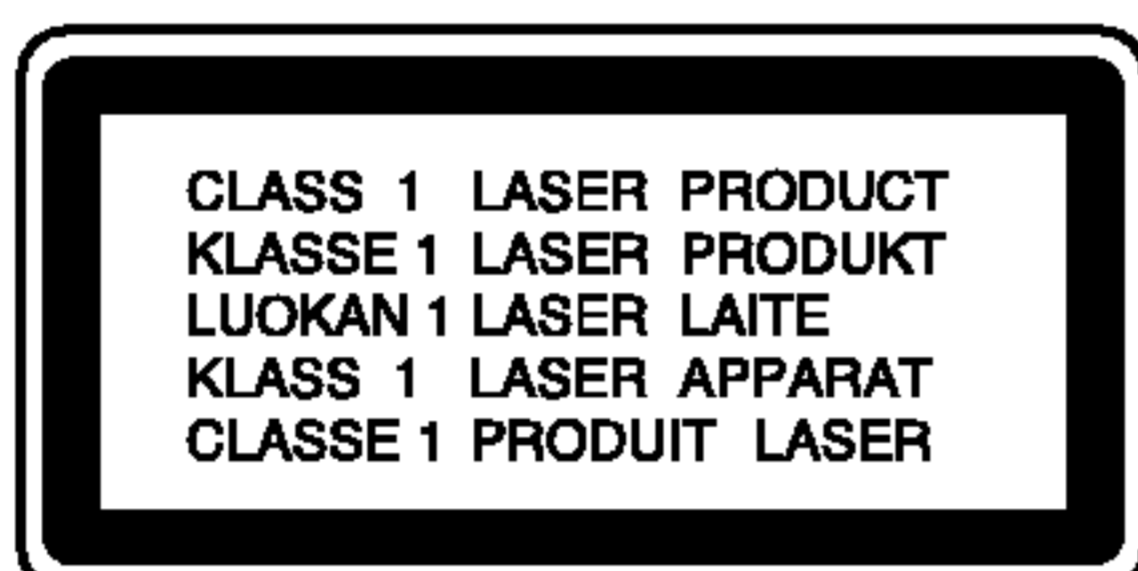 CLASS 1 LASER PRODUCT
KLASSE 1 LASER PRODUKT
LUOKAN 1 LASER LAITE
KLASS 1 LASER APPARAT
CLASSE 1 PRODUIT LASER